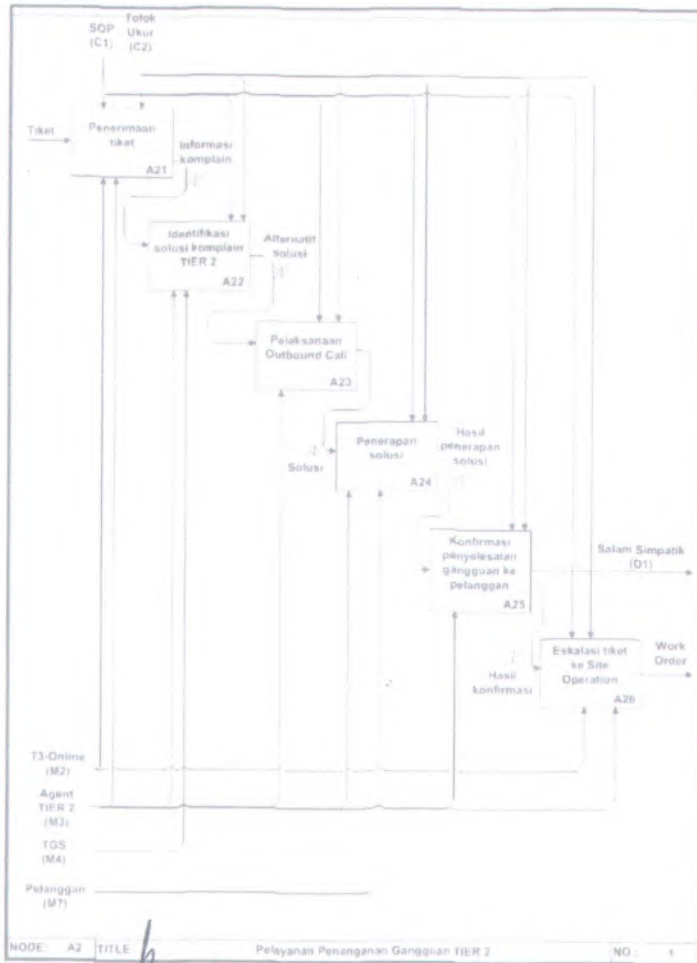 SOP
(C1)
Tolok
Ukur
(C2)
Tiket
Penerimaan
tiket
A21
Informasi
komplain
Identifikasi
solusi komplain
TIER 2
A22
Alternatif
solusi
Pelaksanaan
Outbound Call
A23
Solusi
Penerapan
solusi
A24
Hasil
penerapan
solusi
Konfirmasi
penyelesaian
gangguan ke
pelanggan
A25
Salam Simpatik
(O1)
Hasil
konfirmasi
Eskalasi tiket
ke Site
Operation
A26
Work
Order
T3-Online
(M2)
Agent
TIER 2
(M3)
TGS
(M4)
Pelanggan
(M7)
NODE: A2 TITLE Pelayanan Penanganan Gangguan TIER 2 NO.: 1